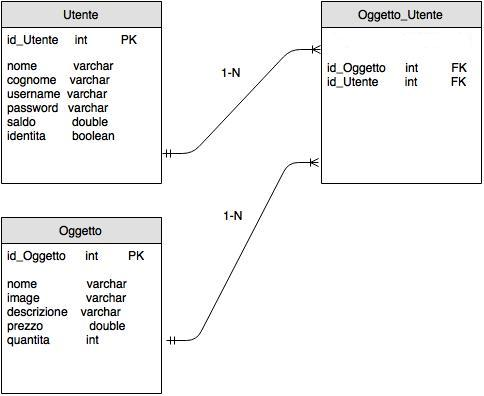 Utente
id_Utente int PK
nome varchar
cognome varchar
username varchar
password varchar
saldo double
identita boolean
Oggetto_Utente
id_Oggetto int FK
id_Utente int FK
1-N
1-N
Oggetto
id_Oggetto int PK
nome varchar
image varchar
descrizione varchar
prezzo double
quantita int